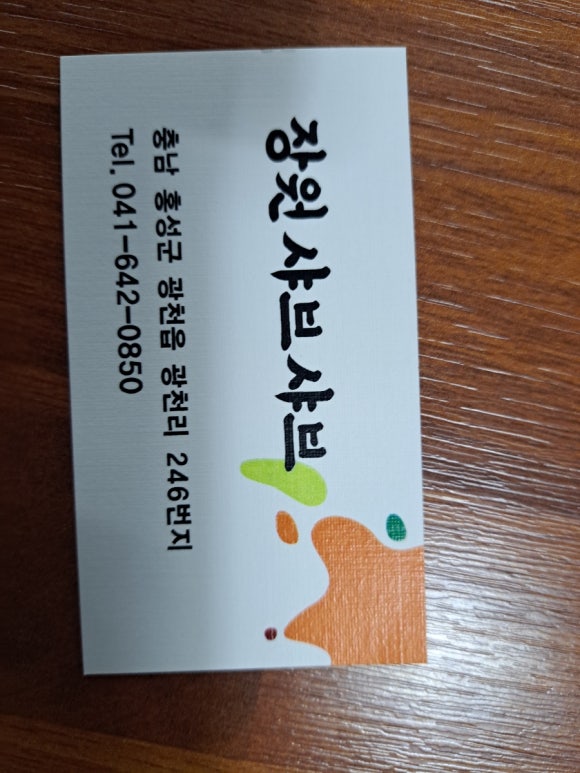 장원 샤브샤브
충남 홍성군 광천읍 광천리 246번지
Tel. 041-642-0850